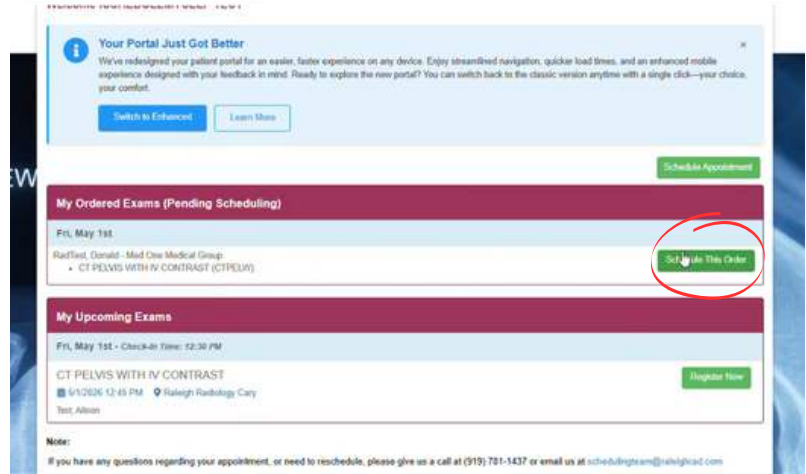 Your Portal Just Got Better
×
We've redesigned your patient portal for an easier, faster experience on any device. Enjoy streamlined navigation, quicker load times, and an enhanced mobile
experience designed with your feedback in mind. Ready to explore the new portal? You can switch back to the classic version anytime with a single click—your choice,
your comfort.
Switch to Enhanced
Learn More
EW
Schedule Appointment
My Ordered Exams (Pending Scheduling)
Fri, May 1st
RadTest, Donald - Med One Medical Group
• CT PELVIS WITH IV CONTRAST (CTPELIV)
This Order
My Upcoming Exams
Fri, May 1st - Check-in Time: 12:30 PM
CT PELVIS WITH IV CONTRAST
Register Now
5/1/2026 12:45 PM Raleigh Radiology Cary
Test, Allison
Note:
If you have any questions regarding your appointment, or need to reschedule, please give us a call at (919) 781-1437 or email us at schedulingteam@raleighrad.com